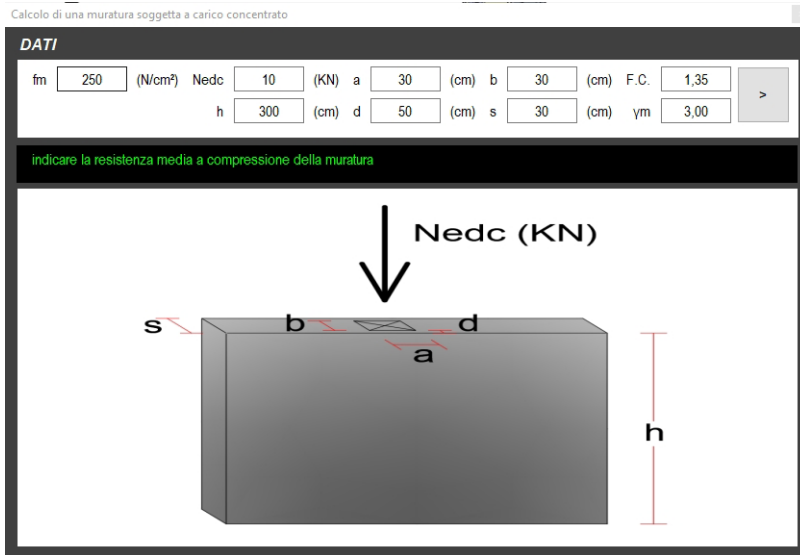 Calcolo di una muratura soggetta a carico concentrato
DATI
fm 250 (N/cm²) Nedc 10 (KN) a 30 (cm) b 30 (cm) F.C. 1,35 >
h 300 (cm) d 50 (cm) s 30 (cm) γm 3,00
indicare la resistenza media a compressione della muratura
Nedc (KN)
s b d
a
h